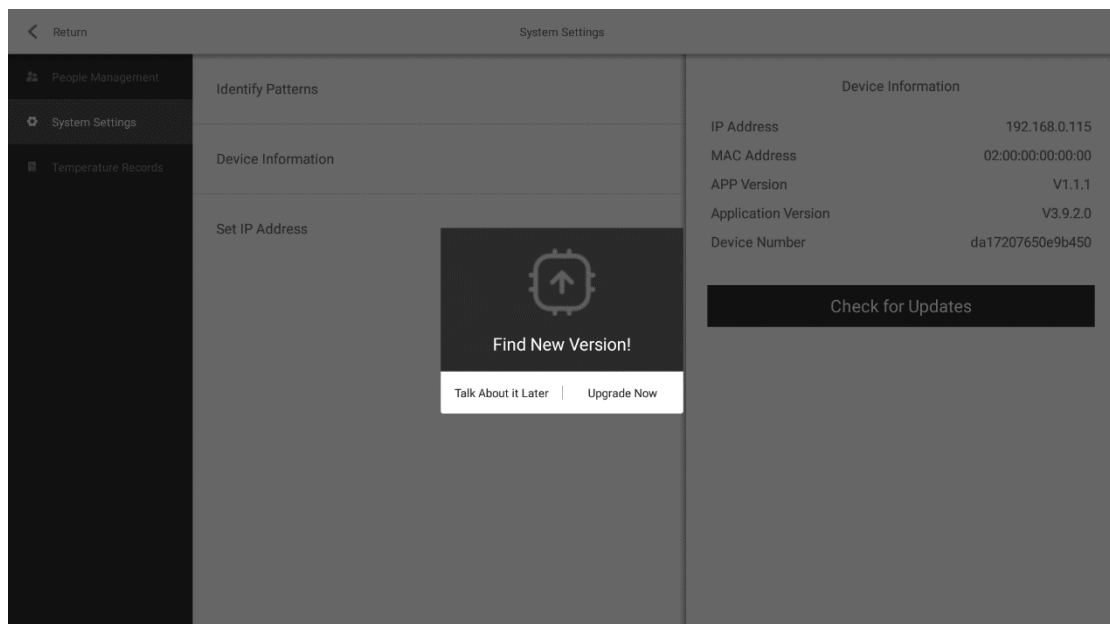 Return
System Settings
People Management
System Settings
Temperature Records
Identify Patterns
Device Information
Set IP Address
Find New Version!
Talk About it Later
Upgrade Now
Device Information
IP Address 192.168.0.115
MAC Address 02:00:00:00:00:00
APP Version V1.1.1
Application Version V3.9.2.0
Device Number da17207650e9b450
Check for Updates